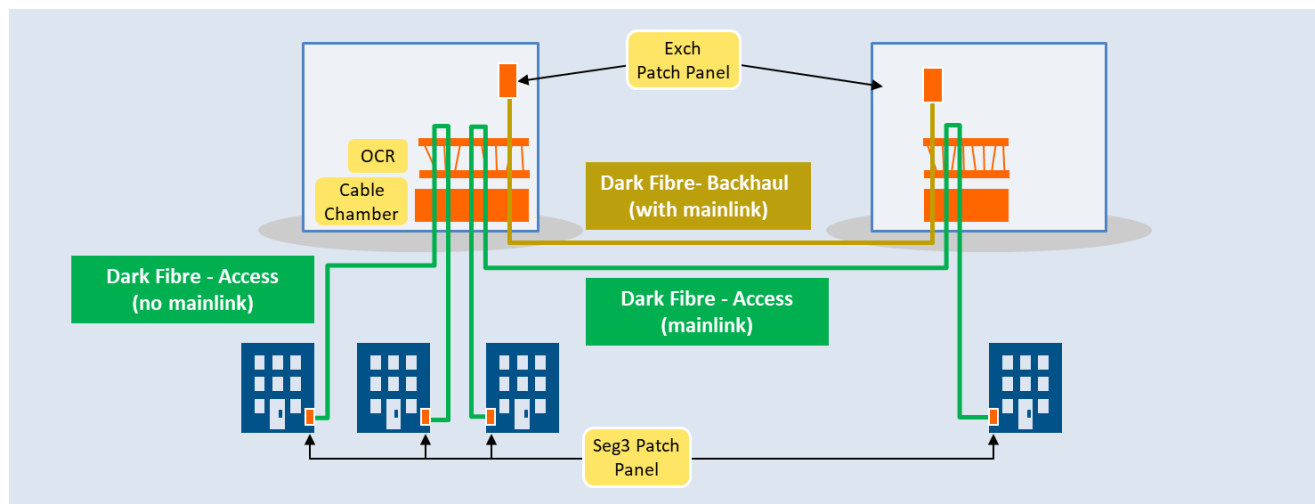 Exch
Patch Panel
OCR
Cable
Chamber
Dark Fibre- Backhaul
(with mainlink)
Dark Fibre - Access
(no mainlink)
Dark Fibre - Access
(mainlink)
Seg3 Patch
Panel